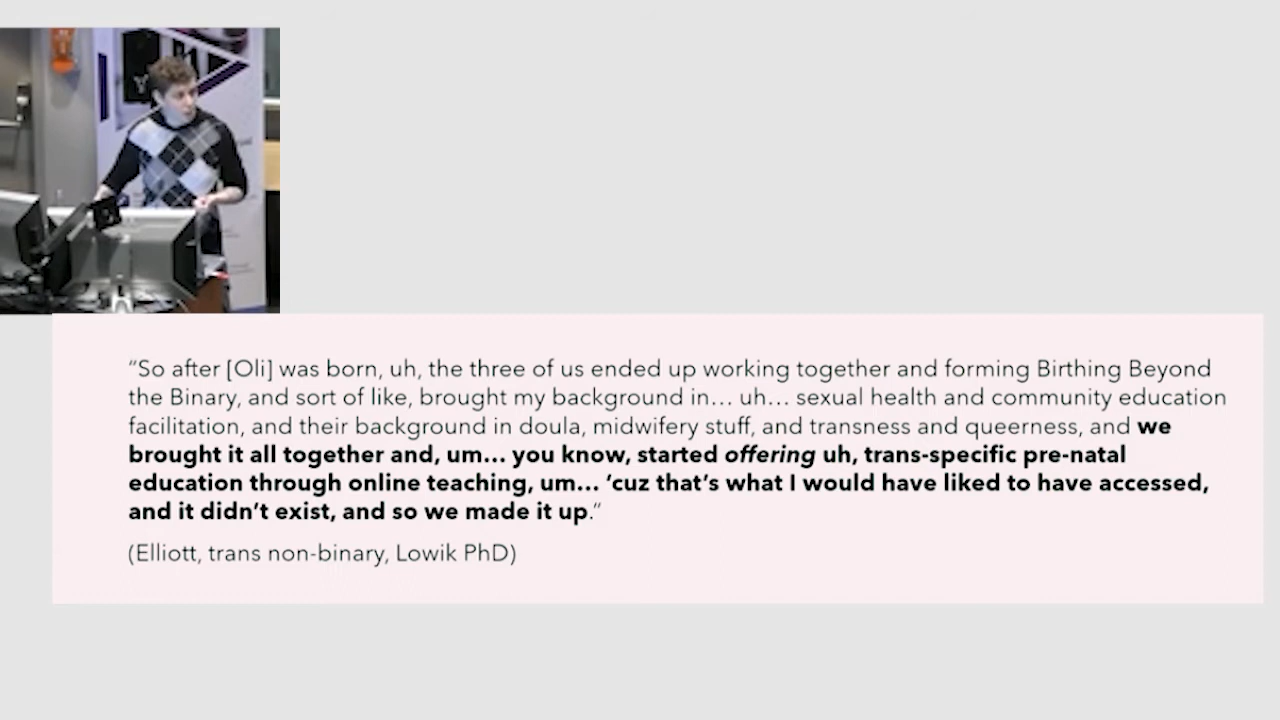 “So after [Oli] was born, uh, the three of us ended up working together and forming Birthing Beyond
the Binary, and sort of like, brought my background in… uh… sexual health and community education
facilitation, and their background in doula, midwifery stuff, and transness and queerness, and we
brought it all together and, um… you know, started offering uh, trans-specific pre-natal
education through online teaching, um… ’cuz that’s what I would have liked to have accessed,
and it didn’t exist, and so we made it up.”
(Elliott, trans non-binary, Lowik PhD)